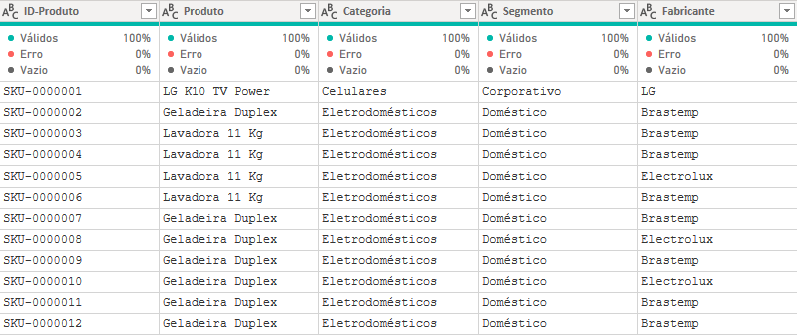 ABC ID-Produto ABC Produto ABC Categoria ABC Segmento ABC Fabricante
Válidos 100% Válidos 100% Válidos 100% Válidos 100% Válidos 100%
Erro 0% Erro 0% Erro 0% Erro 0% Erro 0%
Vazio 0% Vazio 0% Vazio 0% Vazio 0% Vazio 0%
SKU-0000001 LG K10 TV Power Celulares Corporativo LG
SKU-0000002 Geladeira Duplex Eletrodomésticos Doméstico Brastemp
SKU-0000003 Lavadora 11 Kg Eletrodomésticos Doméstico Brastemp
SKU-0000004 Lavadora 11 Kg Eletrodomésticos Doméstico Brastemp
SKU-0000005 Lavadora 11 Kg Eletrodomésticos Doméstico Electrolux
SKU-0000006 Lavadora 11 Kg Eletrodomésticos Doméstico Brastemp
SKU-0000007 Geladeira Duplex Eletrodomésticos Doméstico Brastemp
SKU-0000008 Geladeira Duplex Eletrodomésticos Doméstico Electrolux
SKU-0000009 Geladeira Duplex Eletrodomésticos Doméstico Brastemp
SKU-0000010 Geladeira Duplex Eletrodomésticos Doméstico Electrolux
SKU-0000011 Geladeira Duplex Eletrodomésticos Doméstico Brastemp
SKU-0000012 Geladeira Duplex Eletrodomésticos Doméstico Brastemp